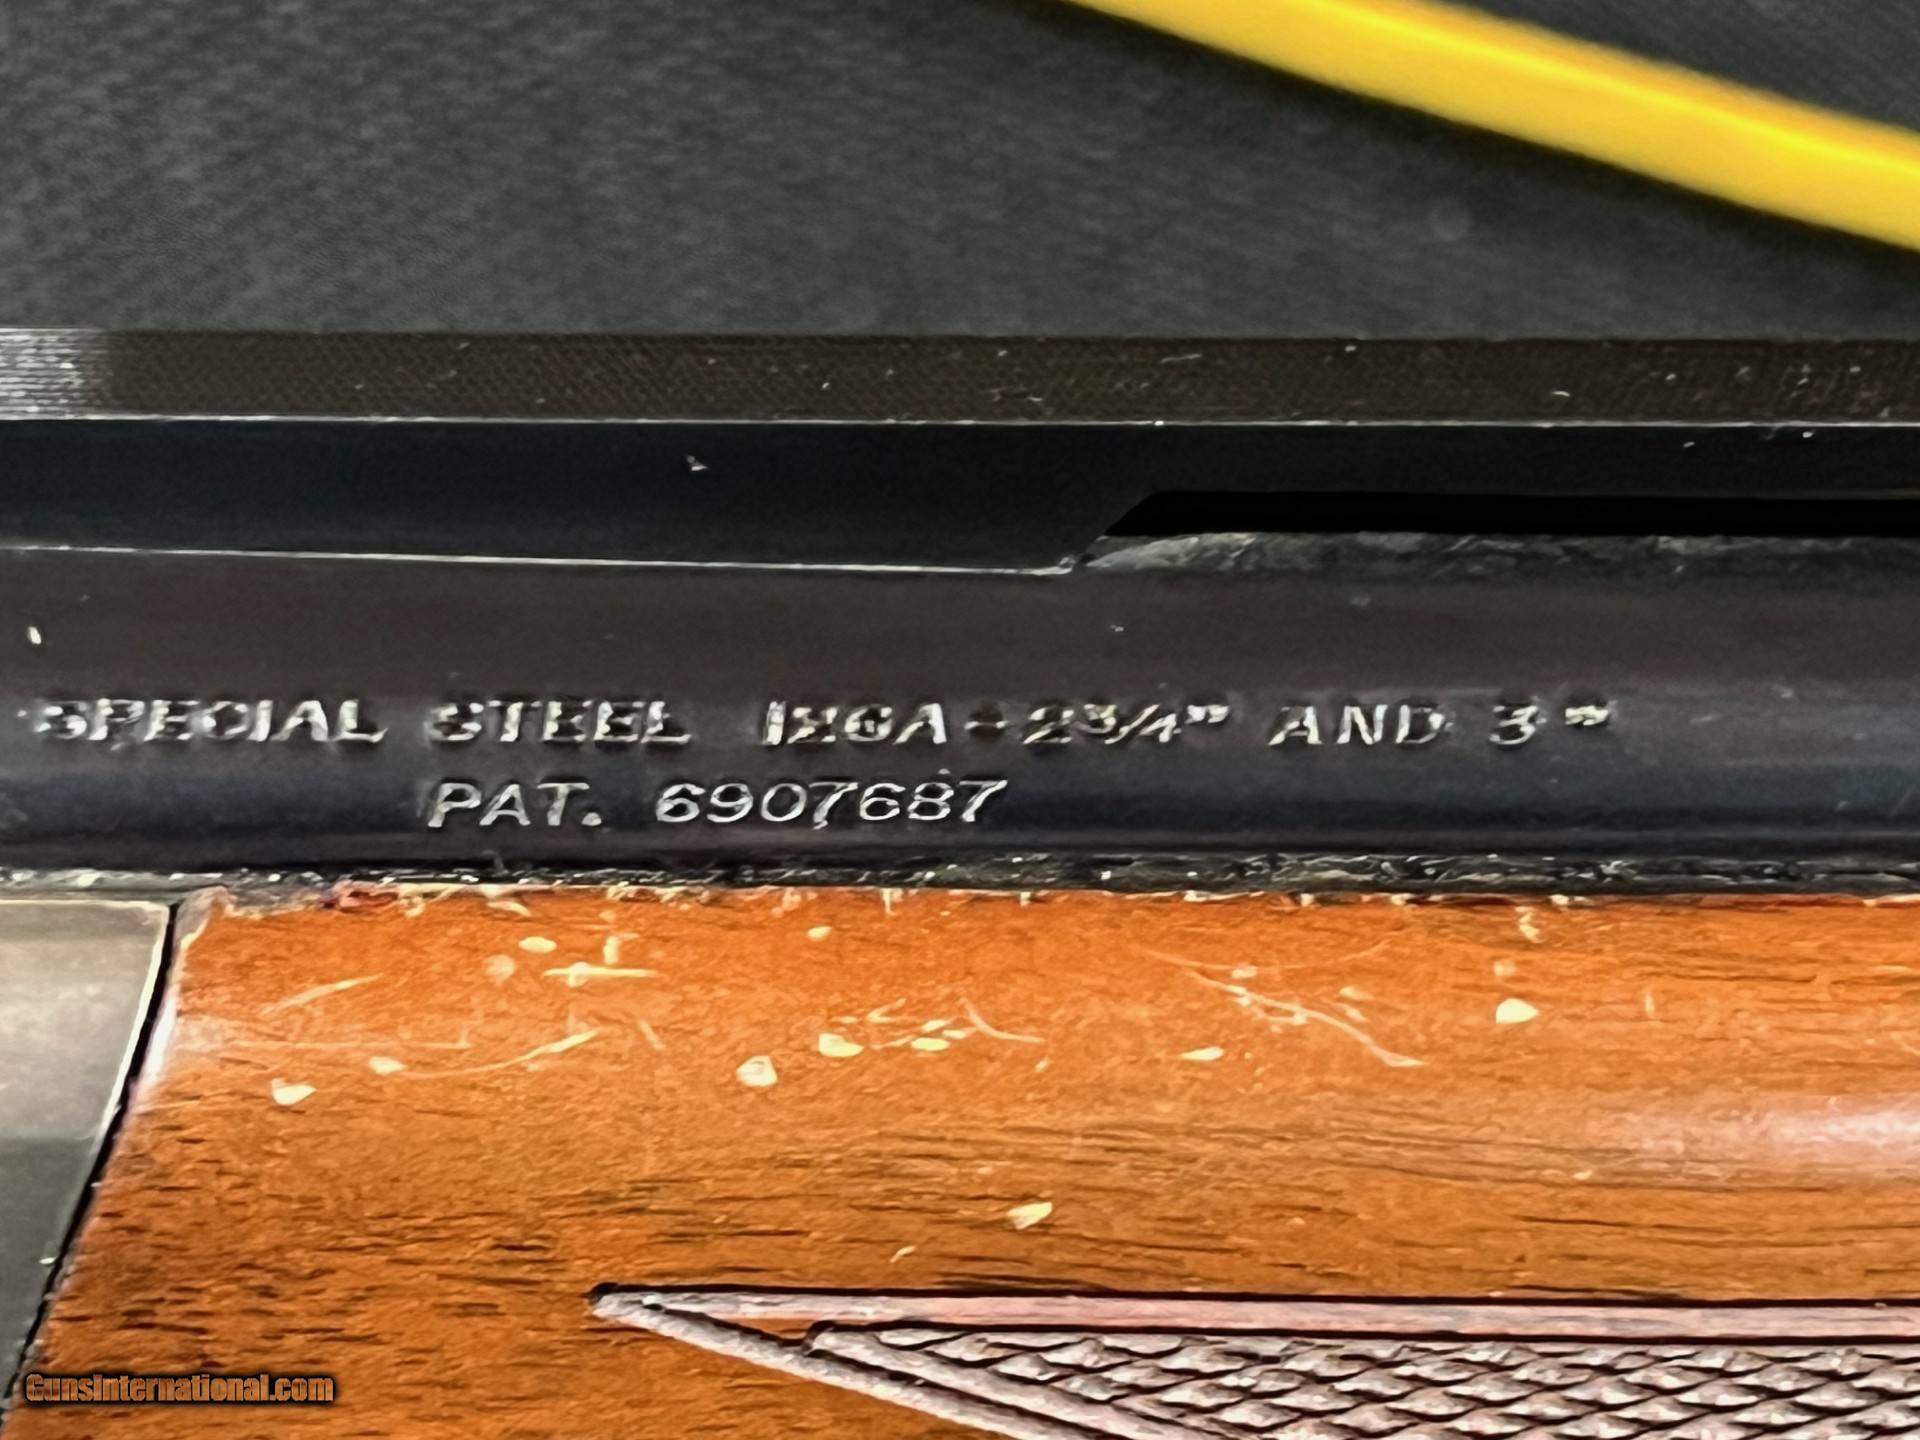 SPECIAL STEEL 12GA-2¾" AND 3"
PAT. 6907687
GunsInternational.com